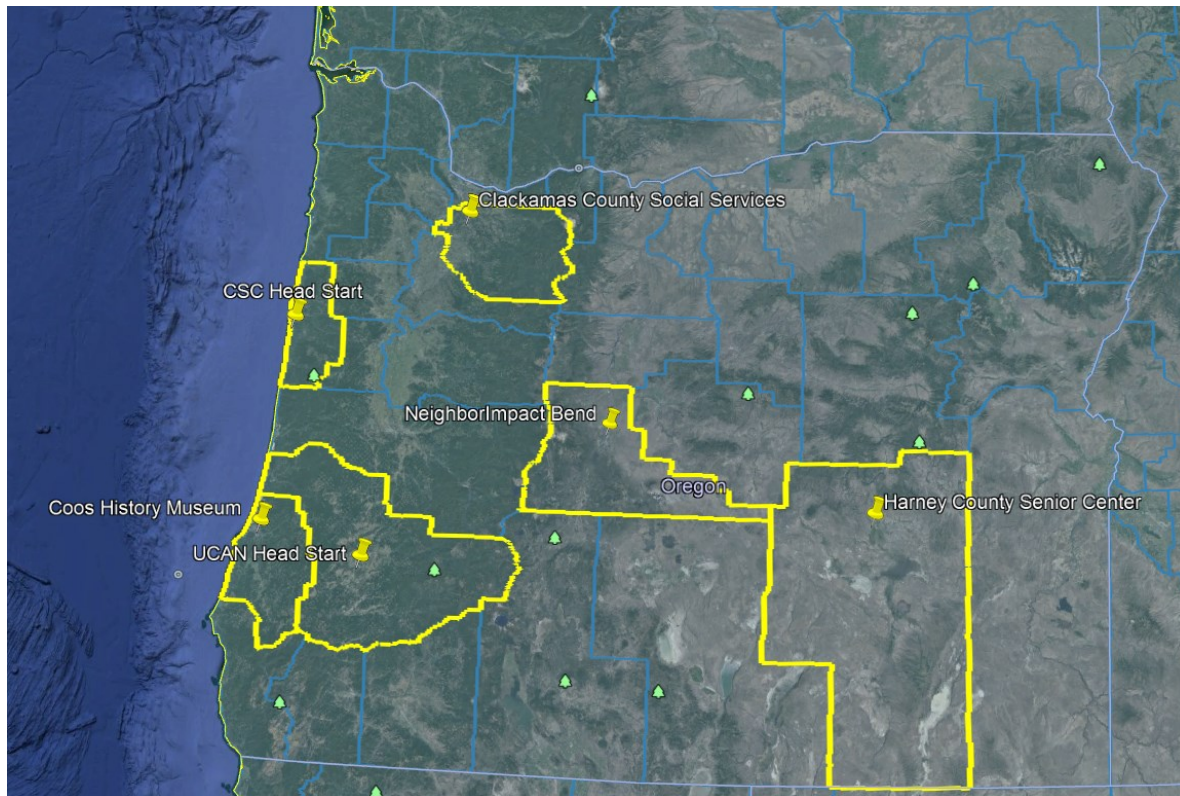 Clackamas County Social Services
CSC Head Start
NeighborImpact Bend
Oregon
Coos History Museum
Harney County Senior Center
UCAN Head Start